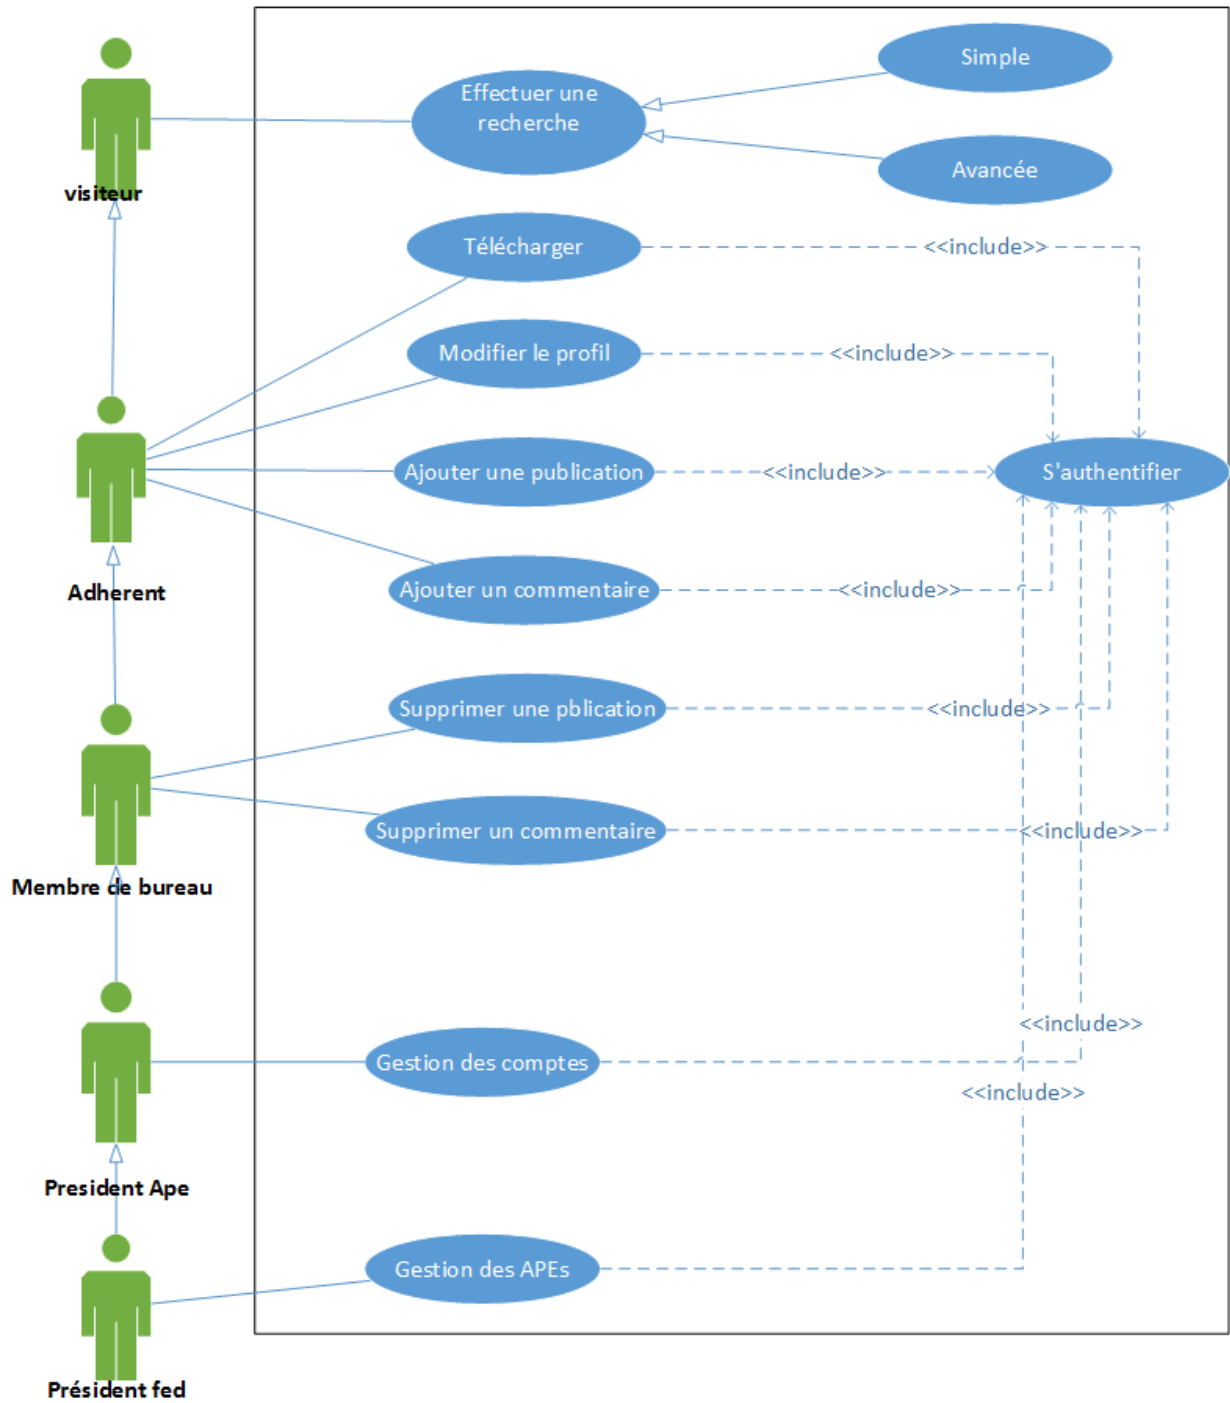 Simple
Effectuer une
recherche
Avancée
visiteur
Télécharger
<<include>>
Modifier le profil
<<include>>
Ajouter une publication
<<include>>
S'authentifier
Adherent
Ajouter un commentaire
<<include>>
Supprimer une pblication
<<include>>
Supprimer un commentaire
<<include>>
Membre de bureau
<<include>>
Gestion des comptes
<<include>>
President Ape
Gestion des APEs
Président fed